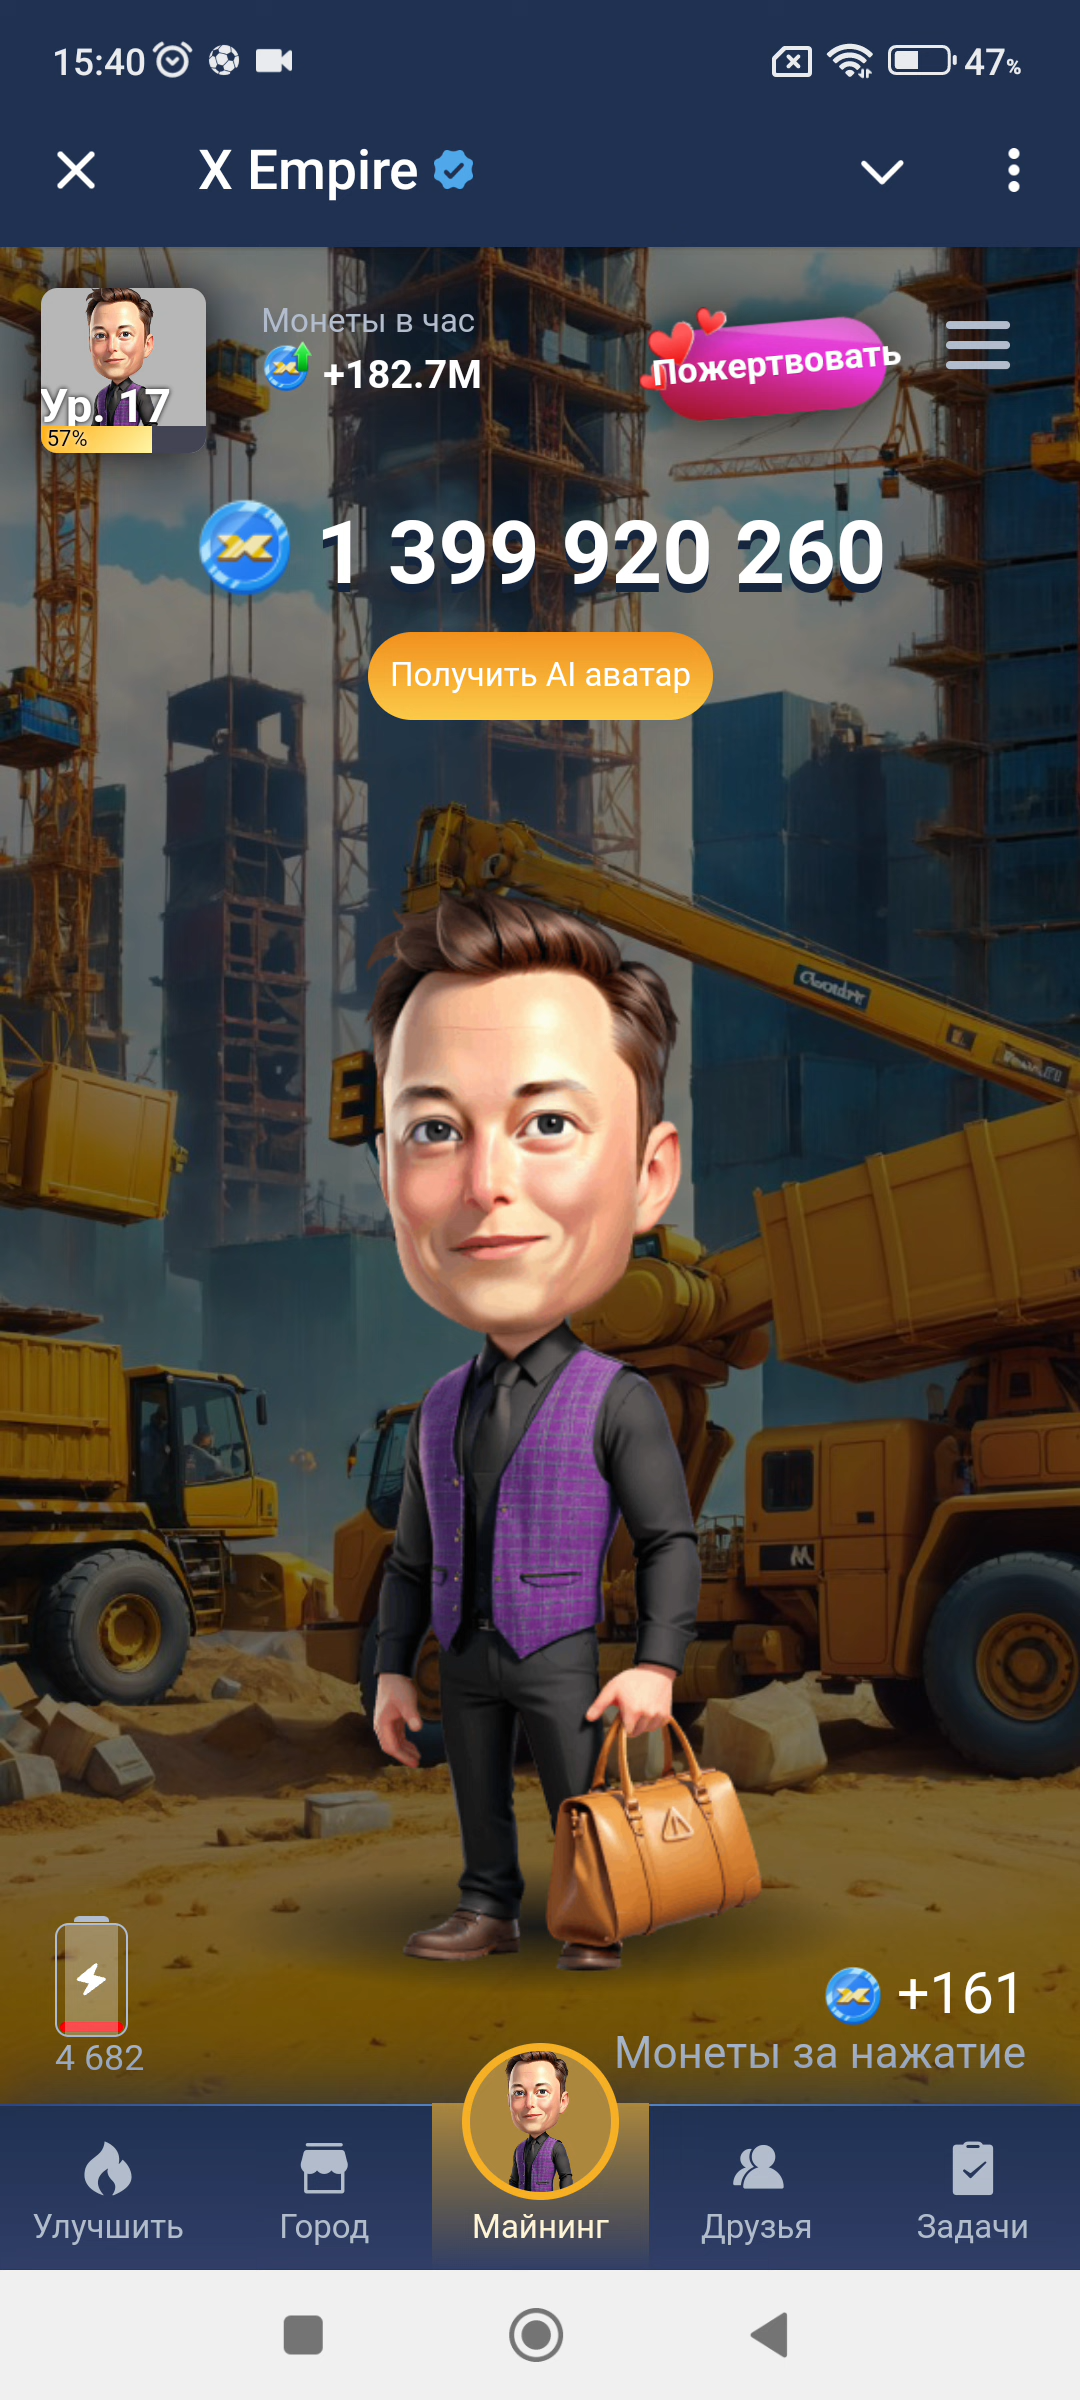 15:40
47%
X Empire
Монеты в час
+182.7M
Пожертвовать
Ур. 17
57%
1 399 920 260
Получить AI аватар
E
M
+161
4 682
Монеты за нажатие
Улучшить
Город
Майнинг
Друзья
Задачи